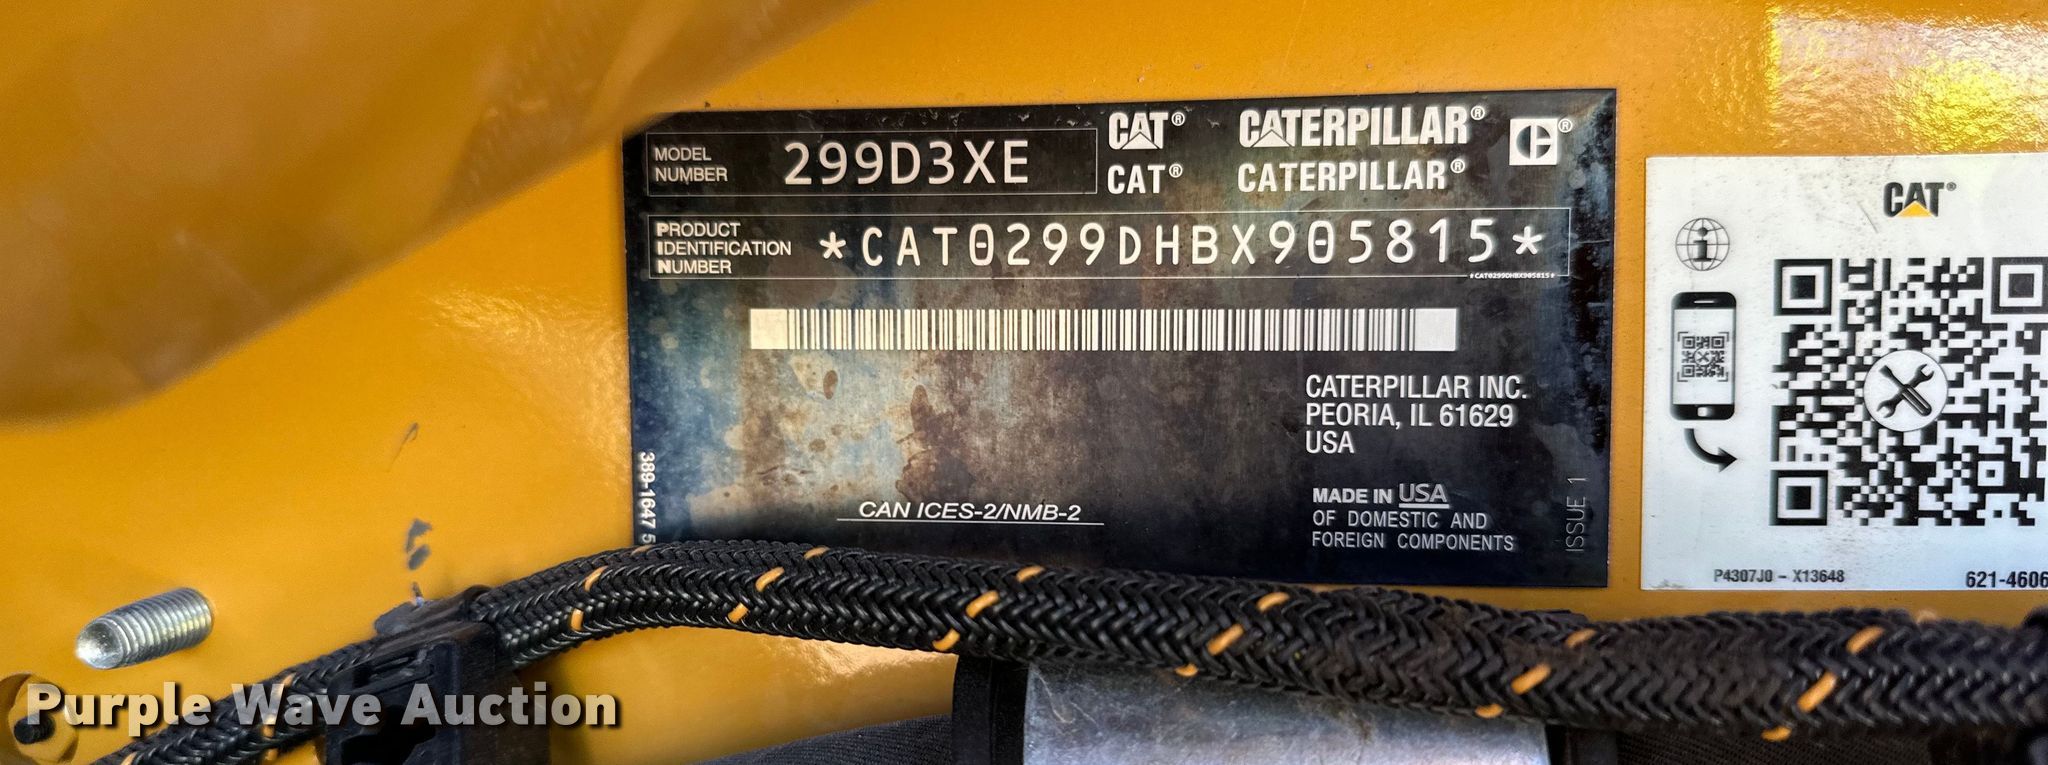 MODEL
NUMBER
299D3XE
CAT® CATERPILLAR®
CAT® CATERPILLAR®
PRODUCT
IDENTIFICATION
NUMBER
*CAT0299DHBX905815*
*CAT0299DHBX905815*
CATERPILLAR INC.
PEORIA, IL 61629
USA
MADE IN USA
OF DOMESTIC AND
FOREIGN COMPONENTS
CAN ICES-2/NMB-2
389-1647
ISSUE 1
CAT®
P4307J0 - X13648
621-4606
Purple Wave Auction